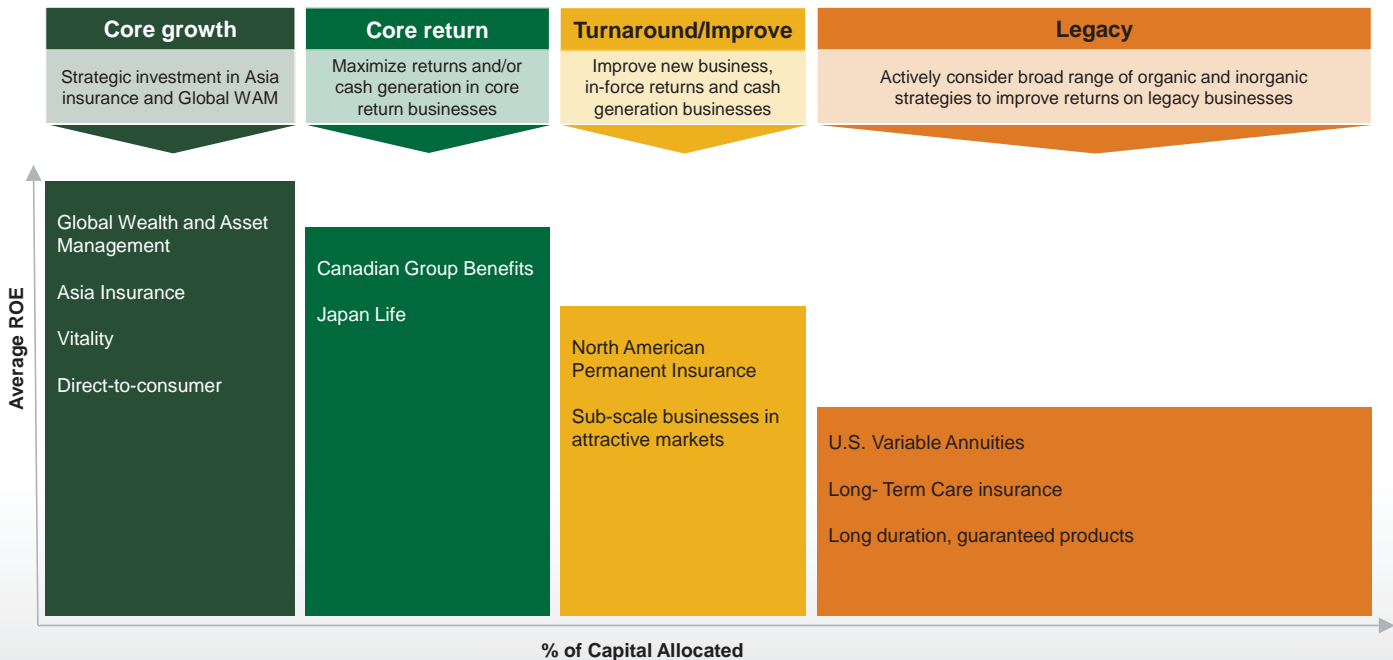 Core growth
Strategic investment in Asia
insurance and Global WAM
Core return
Maximize returns and/or
cash generation in core
return businesses
Turnaround/Improve
Improve new business,
in-force returns and cash
generation businesses
Legacy
Actively consider broad range of organic and inorganic
strategies to improve returns on legacy businesses
Average ROE
Global Wealth and Asset
Management
Asia Insurance
Vitality
Direct-to-consumer
Canadian Group Benefits
Japan Life
North American
Permanent Insurance
Sub-scale businesses in
attractive markets
U.S. Variable Annuities
Long- Term Care insurance
Long duration, guaranteed products
% of Capital Allocated